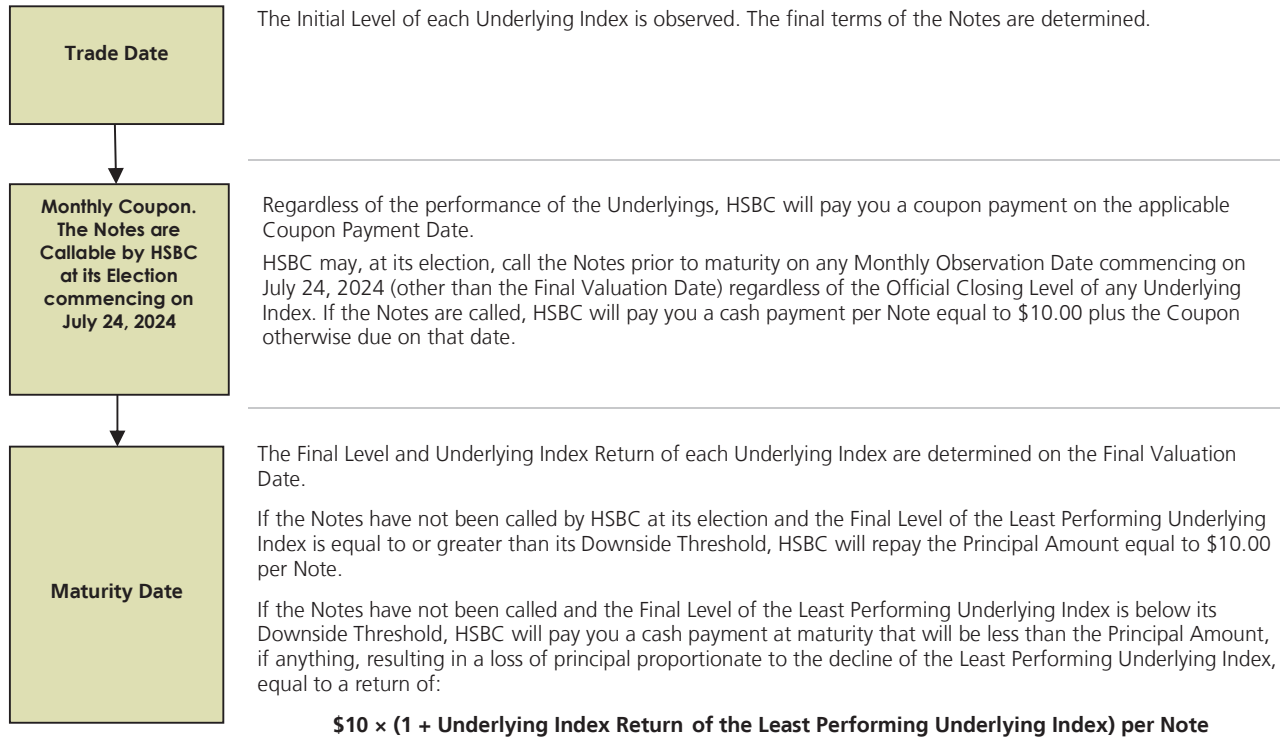 Trade Date
The Initial Level of each Underlying Index is observed. The final terms of the Notes are determined.
Monthly Coupon.
The Notes are
Callable by HSBC
at its Election
commencing on
July 24, 2024
Regardless of the performance of the Underlyings, HSBC will pay you a coupon payment on the applicable
Coupon Payment Date.
HSBC may, at its election, call the Notes prior to maturity on any Monthly Observation Date commencing on
July 24, 2024 (other than the Final Valuation Date) regardless of the Official Closing Level of any Underlying
Index. If the Notes are called, HSBC will pay you a cash payment per Note equal to $10.00 plus the Coupon
otherwise due on that date.
Maturity Date
The Final Level and Underlying Index Return of each Underlying Index are determined on the Final Valuation
Date.
If the Notes have not been called by HSBC at its election and the Final Level of the Least Performing Underlying
Index is equal to or greater than its Downside Threshold, HSBC will repay the Principal Amount equal to $10.00
per Note.
If the Notes have not been called and the Final Level of the Least Performing Underlying Index is below its
Downside Threshold, HSBC will pay you a cash payment at maturity that will be less than the Principal Amount,
if anything, resulting in a loss of principal proportionate to the decline of the Least Performing Underlying Index,
equal to a return of:
$10 × (1 + Underlying Index Return of the Least Performing Underlying Index) per Note